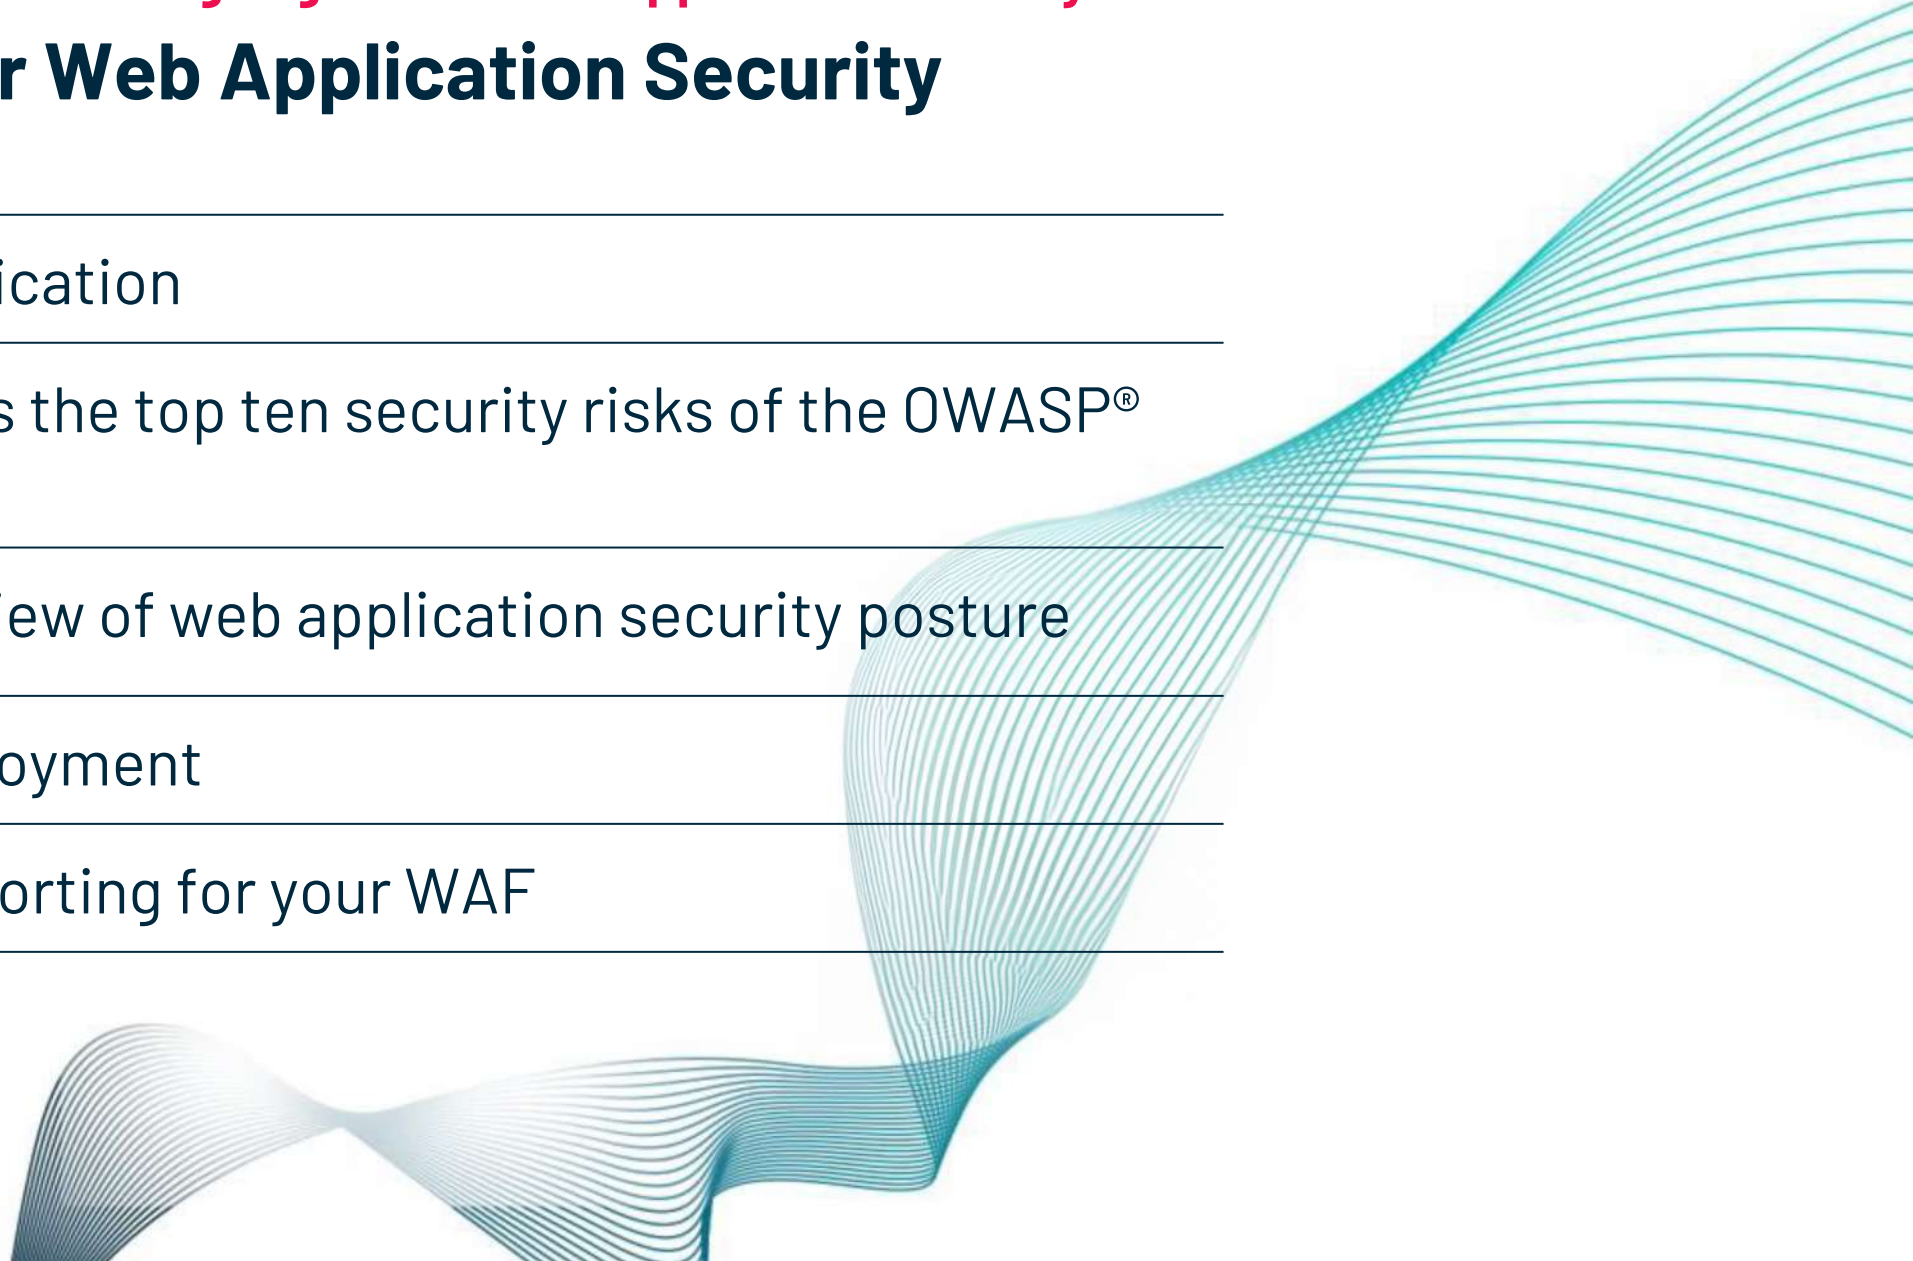 r Web Application Security
ication
s the top ten security risks of the OWASP®
iew of web application security posture
oyment
orting for your WAF